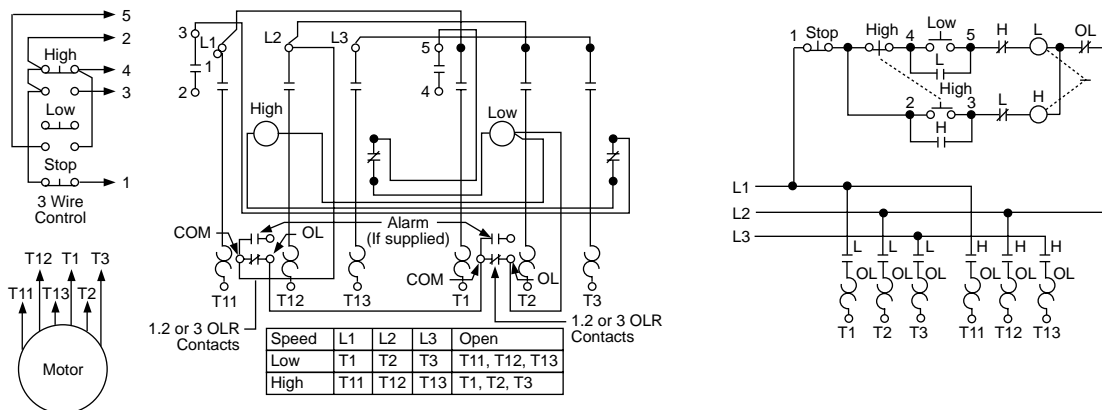 5
2
High
4
3
Low
Stop
1
3 Wire
Control
T12 T1 T3
T11 T13 T2
Motor
3 L1 L2 L3 5
1
2 4
High Low
Alarm
(If supplied)
COM OL
COM OL
T11 T12 T13 T1 T2 T3
1.2 or 3 OLR
Contacts
1.2 or 3 OLR
Contacts
Speed L1 L2 L3 Open
Low T1 T2 T3 T11, T12, T13
High T11 T12 T13 T1, T2, T3
1 Stop High 4 Low 5 H L OL
L
High
2 3 L H
H
L1
L2
L3
L L L H H H
OL OL OL OL
T1 T2 T3 T11 T12 T13